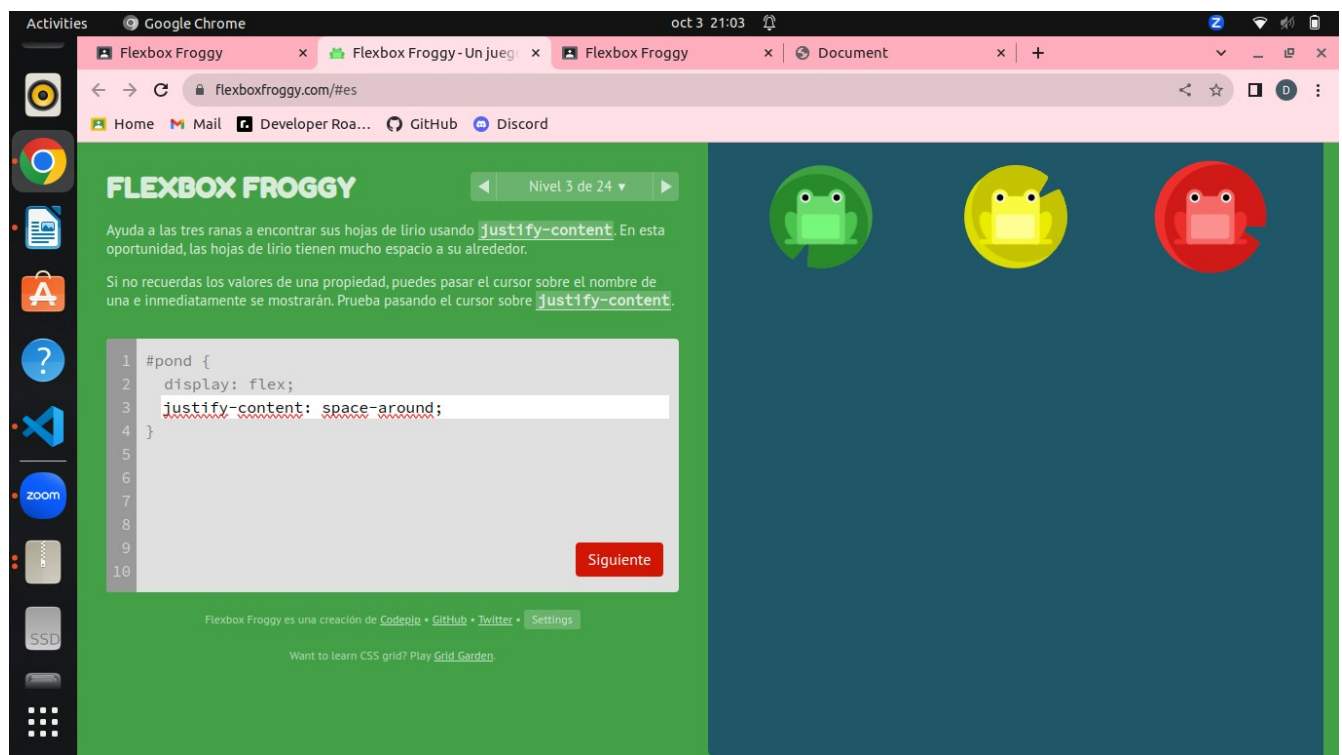 Activities Google Chrome oct 3 21:03 Z
Flexbox Froggy × Flexbox Froggy - Un jueg × Flexbox Froggy × Document × +
flexboxfroggy.com/#es D
Home Mail Developer Roa... GitHub Discord
FLEXBOX FROGGY
Nivel 3 de 24 ▾
Ayuda a las tres ranas a encontrar sus hojas de lirio usando justify-content. En esta
oportunidad, las hojas de lirio tienen mucho espacio a su alrededor.
Si no recuerdas los valores de una propiedad, puedes pasar el cursor sobre el nombre de
una e inmediatamente se mostrarán. Prueba pasando el cursor sobre justify-content.
1 #pond {
2 display: flex;
3 justify-content: space-around;
4 }
5
6
7
8
9
10
Siguiente
Flexbox Froggy es una creación de Codepip • GitHub • Twitter • Settings
Want to learn CSS grid? Play Grid Garden.
zoom
SSD